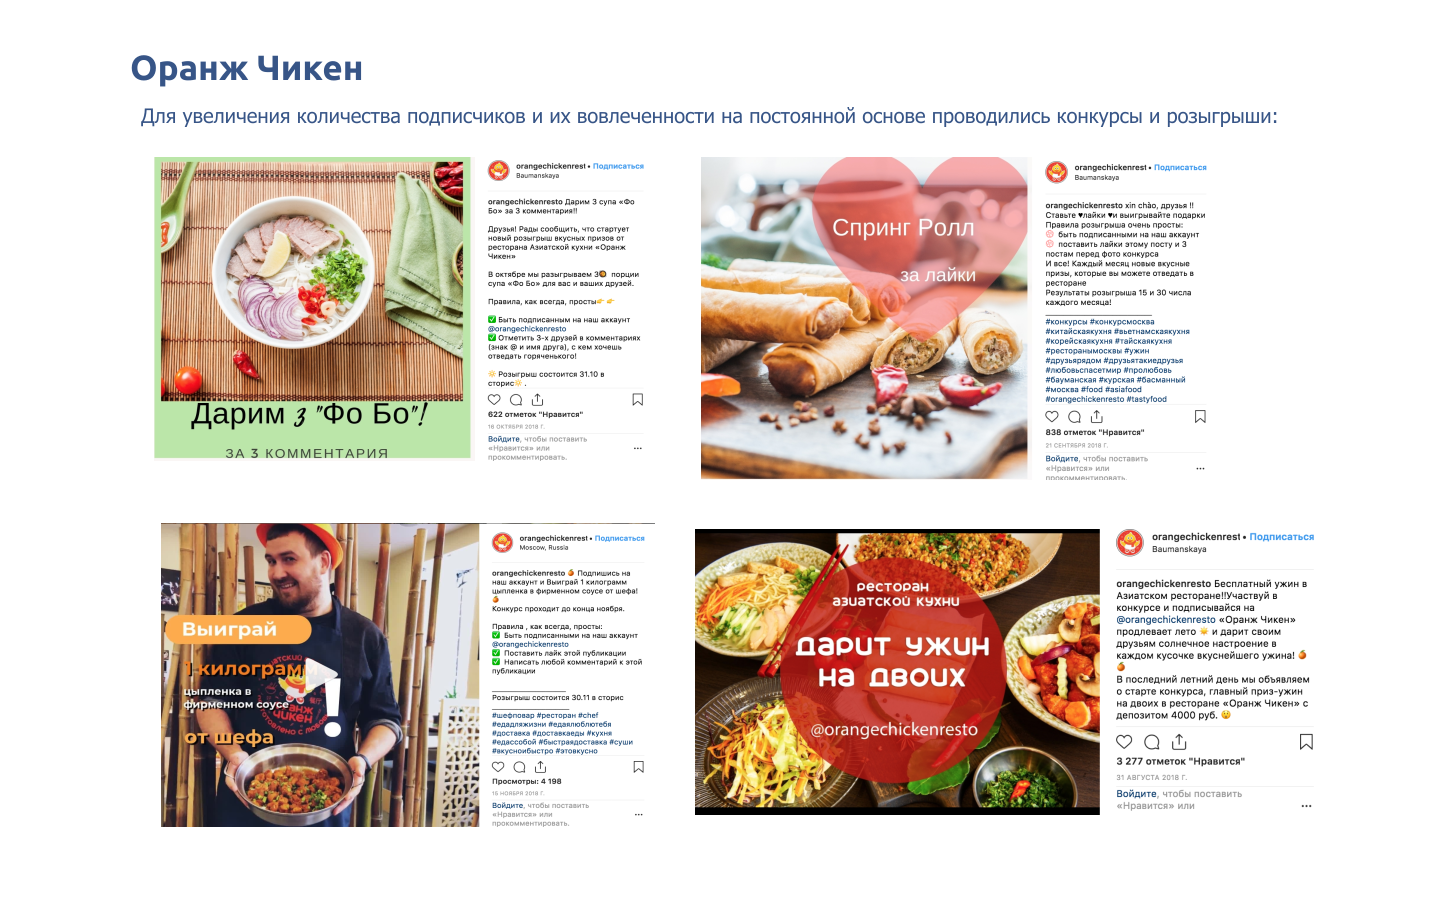 Оранж Чикен
Для увеличения количества подписчиков и их вовлеченности на постоянной основе проводились конкурсы и розыгрыши:
Дарим 3 "Фо Бо"!
ЗА 3 КОММЕНТАРИЯ
orangechickenrest • Подписаться
Baumanskaya
orangechickenresto Дарим 3 супа «Фо
Бо» за 3 комментария!!
Друзья! Рады сообщить, что стартует
новый розыгрыш вкусных призов от
ресторана Азиатской кухни «Оранж
Чикен»
В октябре мы разыгрываем 3🥘 порции
супа «Фо Бо» для вас и ваших друзей.
Правила, как всегда, просты👉 👉
✅ Быть подписанным на наш аккаунт
@orangechickenresto
✅ Отметить 3-х друзей в комментариях
(знак @ и имя друга), с кем хочешь
отведать горяченького!
☀️ Розыгрыш состоится 31.10 в
сторис☀️ .
622 отметок "Нравится"
16 ОКТЯБРЯ 2018 Г.
Войдите, чтобы поставить
«Нравится» или
прокомментировать.
Спринг Ролл
за лайки
orangechickenrest • Подписаться
Baumanskaya
orangechickenresto xin chào, друзья !!
Ставьте ♥лайки ♥и выигрывайте подарки
Правила розыгрыша очень просты:
быть подписанными на наш аккаунт
поставить лайки этому посту и 3
постам перед фото конкурса
И все! Каждый месяц новые вкусные
призы, которые вы можете отведать в
ресторане
Результаты розыгрыша 15 и 30 числа
каждого месяца!
#конкурсы #конкурсмосква
#китайскаякухня #вьетнамскаякухня
#корейскаякухня #тайскаякухня
#рестораны​москвы #ужин
#друзьярядом #друзьятакиедрузья
#любовьспасетмир #пролюбовь
#бауманская #курская #басманный
#москва #food #asiafood
#orangechickenresto #tastyfood
838 отметок "Нравится"
21 СЕНТЯБРЯ 2018 Г.
Войдите, чтобы поставить
«Нравится» или
прокомментировать.
Выиграй
1 килограмм
цыпленка в
фирменном соусе
от шефа
!
orangechickenrest • Подписаться
Moscow, Russia
orangechickenresto Подпишись на
наш аккаунт и Выиграй 1 килограмм
цыпленка в фирменном соусе от шефа!
Конкурс проходит до конца ноября.
Правила , как всегда, просты:
✅ Быть подписанными на наш аккаунт
@orangechickenresto
✅ Поставить лайк этой публикации
✅ Написать любой комментарий к этой
публикации
Розыгрыш состоится 30.11 в сторис
#шефповар #ресторан #chef
#едадляжизни #едаялюблютебя
#доставка #доставкаеды #кухня
#едассобой #быстраядоставка #суши
#вкусноибыстро #этовкусно
Просмотры: 4 198
15 НОЯБРЯ 2018 Г.
Войдите, чтобы поставить
«Нравится» или
прокомментировать.
РЕСТОРАН
АЗИАТСКОЙ КУХНИ
ДАРИТ УЖИН
НА ДВОИХ
@orangechickenresto
orangechickenrest • Подписаться
Baumanskaya
orangechickenresto Бесплатный ужин в
Азиатском ресторане!!Участвуй в
конкурсе и подписывайся на
@orangechickenresto «Оранж Чикен»
продлевает лето ☀️ и дарит своим
друзьям солнечное настроение в
каждом кусочке вкуснейшего ужина!
В последний летний день мы объявляем
о старте конкурса, главный приз-ужин
на двоих в ресторане «Оранж Чикен» с
депозитом 4000 руб. 😲
3 277 отметок "Нравится"
31 АВГУСТА 2018 Г.
Войдите, чтобы поставить
«Нравится» или